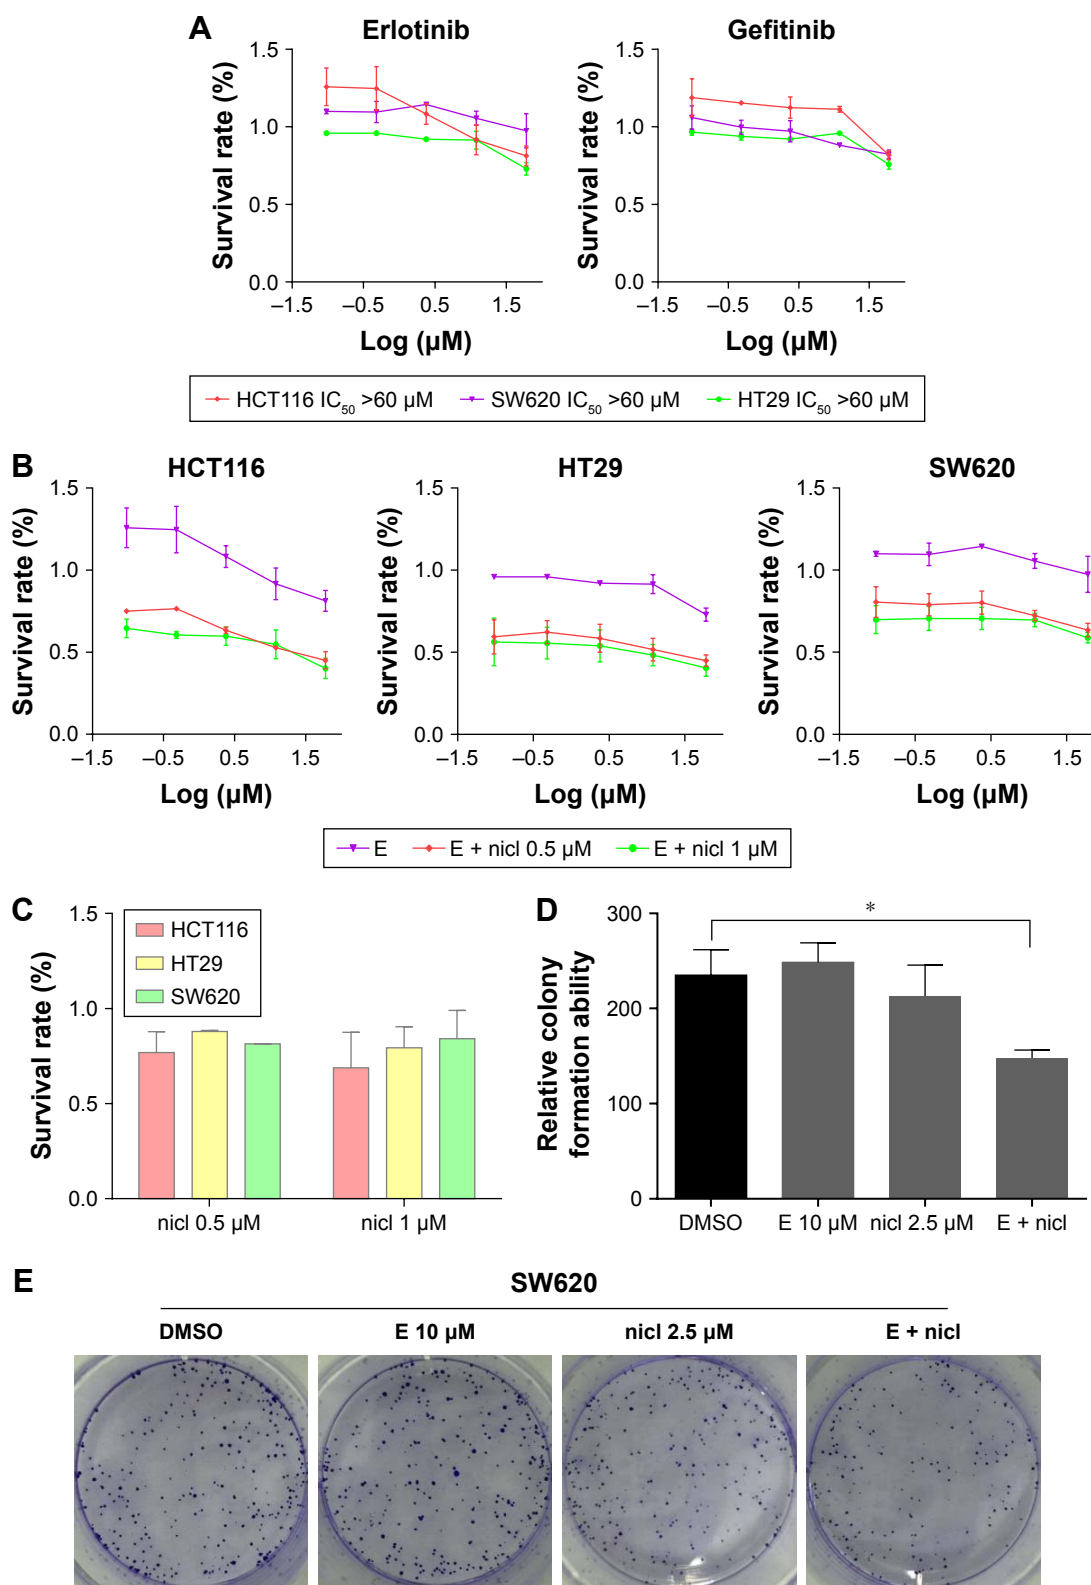 A
Erlotinib
Gefitinib
Survival rate (%)
1.5
1.0
0.5
0.0
–1.5
–0.5
0.5
1.5
Log (µM)
Survival rate (%)
1.5
1.0
0.5
0.0
–1.5
–0.5
0.5
1.5
Log (µM)
HCT116 IC50 >60 µM
SW620 IC50 >60 µM
HT29 IC50 >60 µM
B
HCT116
HT29
SW620
Survival rate (%)
1.5
1.0
0.5
0.0
–1.5
–0.5
0.5
1.5
Log (µM)
Survival rate (%)
1.5
1.0
0.5
0.0
–1.5
–0.5
0.5
1.5
Log (µM)
Survival rate (%)
1.5
1.0
0.5
0.0
–1.5
–0.5
0.5
1.5
Log (µM)
E
E + nicl 0.5 µM
E + nicl 1 µM
C
Survival rate (%)
1.5
1.0
0.5
0.0
HCT116
HT29
SW620
nicl 0.5 µM
nicl 1 µM
D
Relative colony
formation ability
300
200
100
0
*
DMSO
E 10 µM
nicl 2.5 µM
E + nicl
E
SW620
DMSO
E 10 µM
nicl 2.5 µM
E + nicl